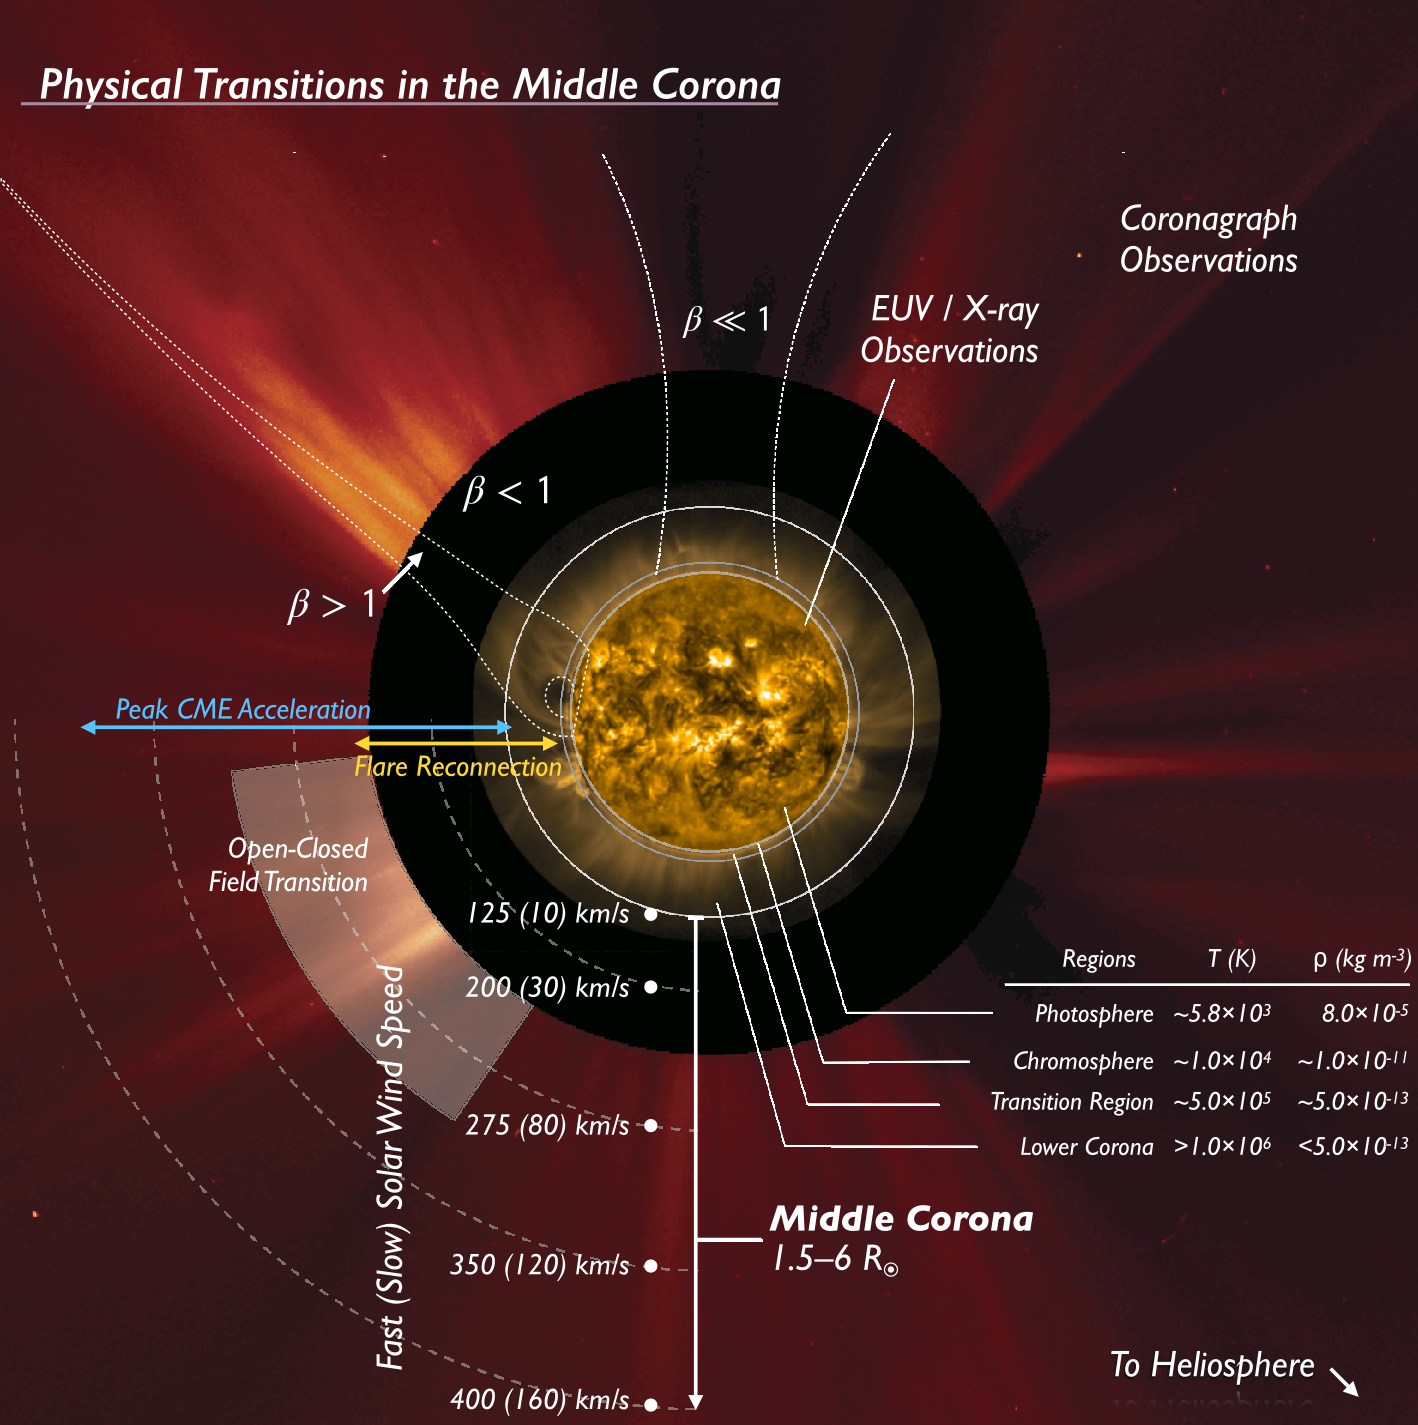 Physical Transitions in the Middle Corona
Coronagraph
Observations
EUV / X-ray
Observations
β ≪ 1
β < 1
β > 1
Peak CME Acceleration
Flare Reconnection
Open-Closed
Field Transition
Fast (Slow) Solar Wind Speed
125 (10) km/s
200 (30) km/s
275 (80) km/s
350 (120) km/s
400 (160) km/s
Regions T (K) ρ (kg m⁻³)
Photosphere ~5.8×10³ 8.0×10⁻⁵
Chromosphere ~1.0×10⁴ ~1.0×10⁻¹¹
Transition Region ~5.0×10⁵ ~5.0×10⁻¹³
Lower Corona >1.0×10⁶ <5.0×10⁻¹³
Middle Corona
1.5–6 R☉
To Heliosphere